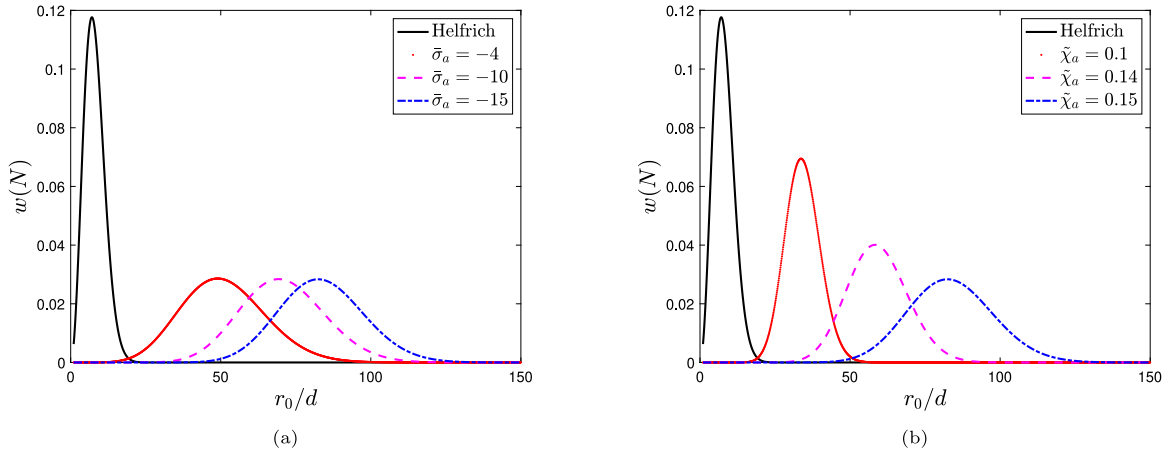 0.12
0.1
0.08
0.06
0.04
0.02
0
w(N)
0 50 100 150
r₀/d
Helfrich
σ̄ₐ = −4
σ̄ₐ = −10
σ̄ₐ = −15
(a)
0.12
0.1
0.08
0.06
0.04
0.02
0
w(N)
0 50 100 150
r₀/d
Helfrich
χ̃ₐ = 0.1
χ̃ₐ = 0.14
χ̃ₐ = 0.15
(b)